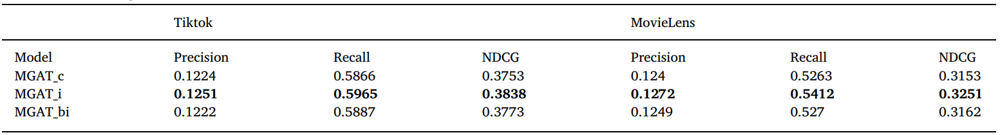 Tiktok MovieLens
Model Precision Recall NDCG Precision Recall NDCG
MGAT_c 0.1224 0.5866 0.3753 0.124 0.5263 0.3153
MGAT_i 0.1251 0.5965 0.3838 0.1272 0.5412 0.3251
MGAT_bi 0.1222 0.5887 0.3773 0.1249 0.527 0.3162